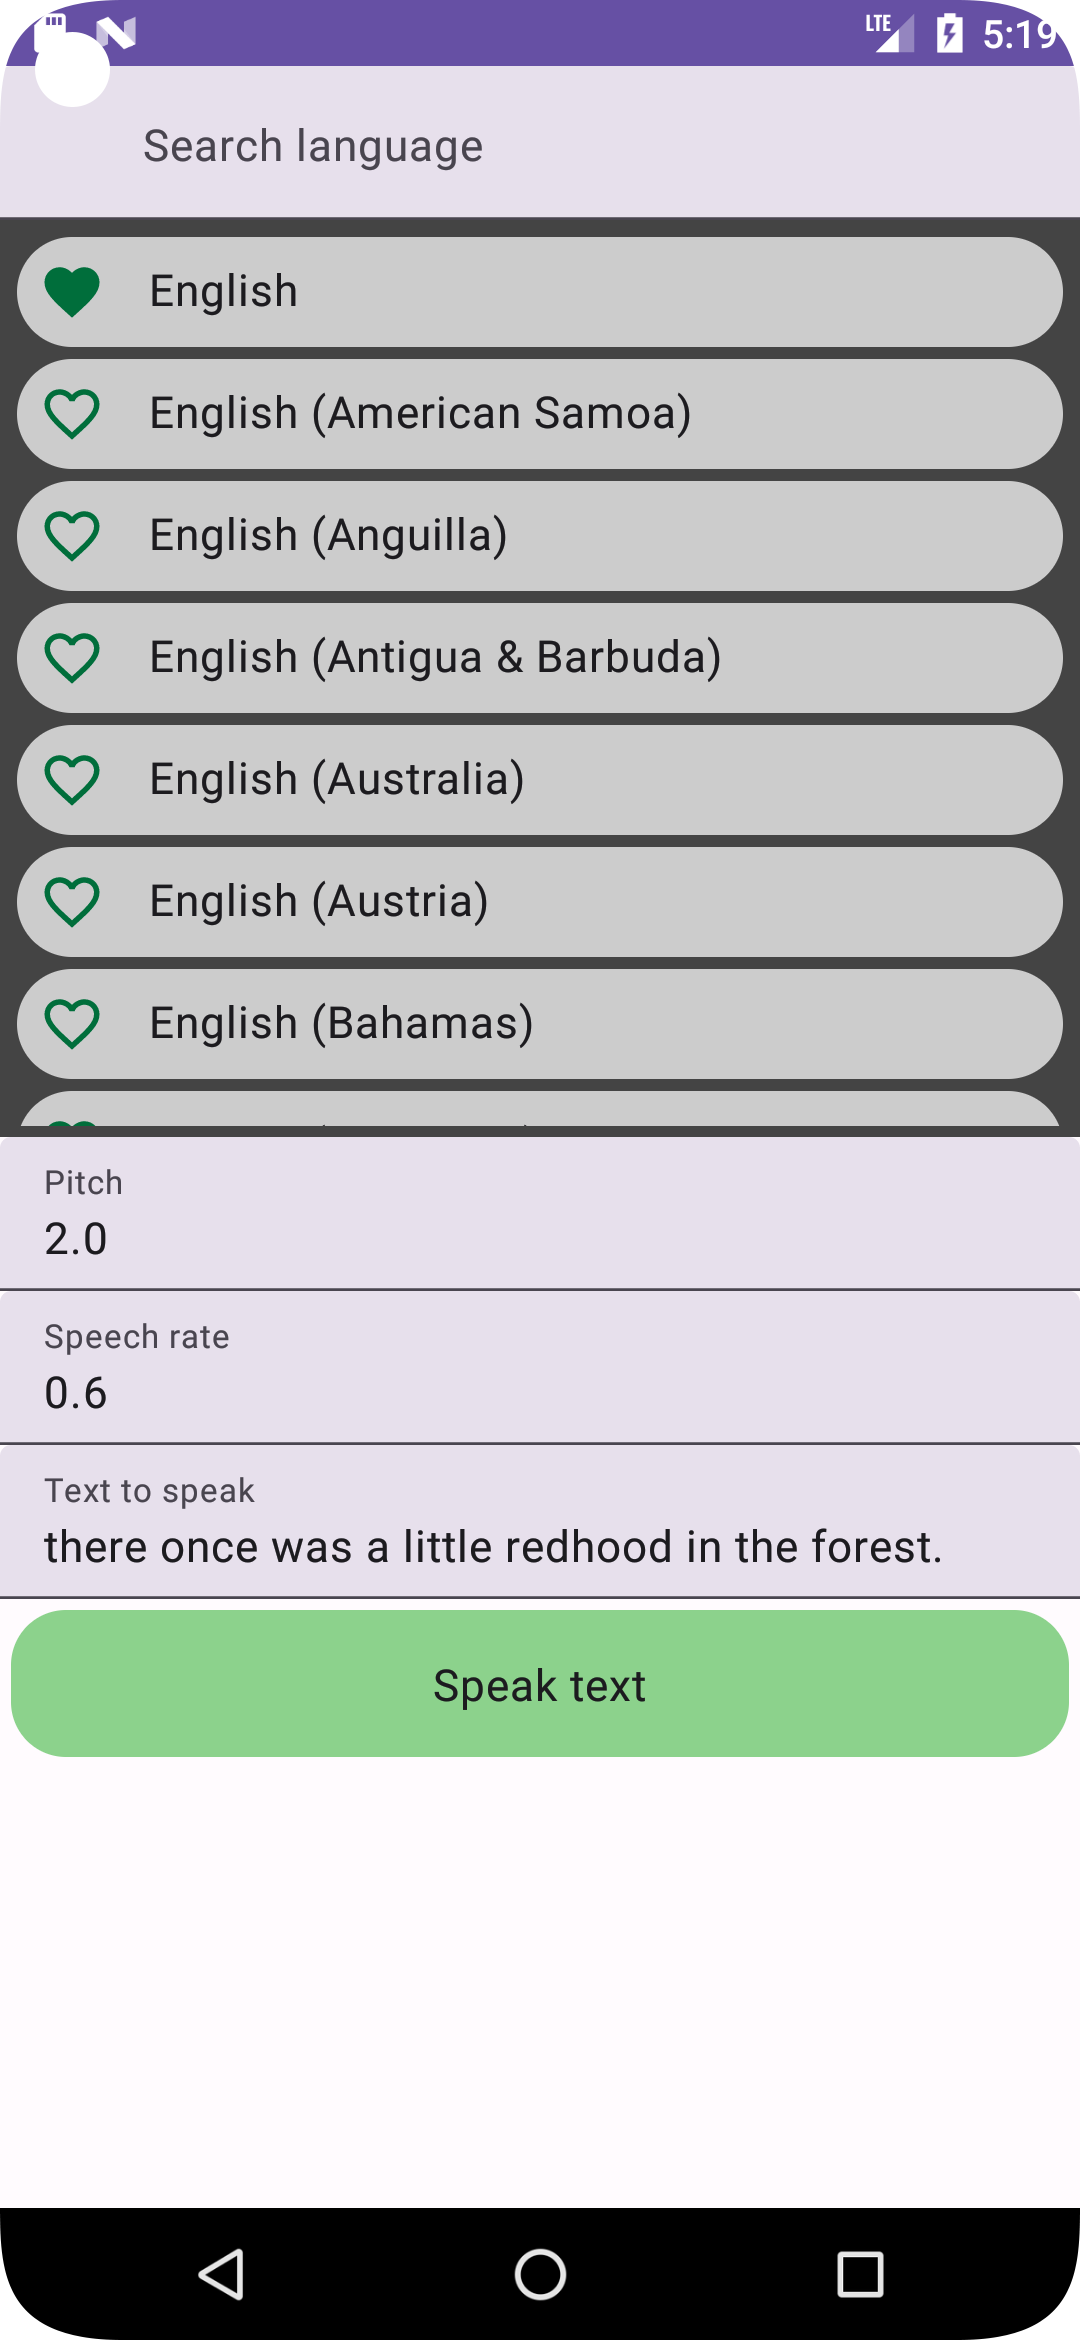 LTE 5:19
Search language
English
English (American Samoa)
English (Anguilla)
English (Antigua & Barbuda)
English (Australia)
English (Austria)
English (Bahamas)
Pitch
2.0
Speech rate
0.6
Text to speak
there once was a little redhood in the forest.
Speak text